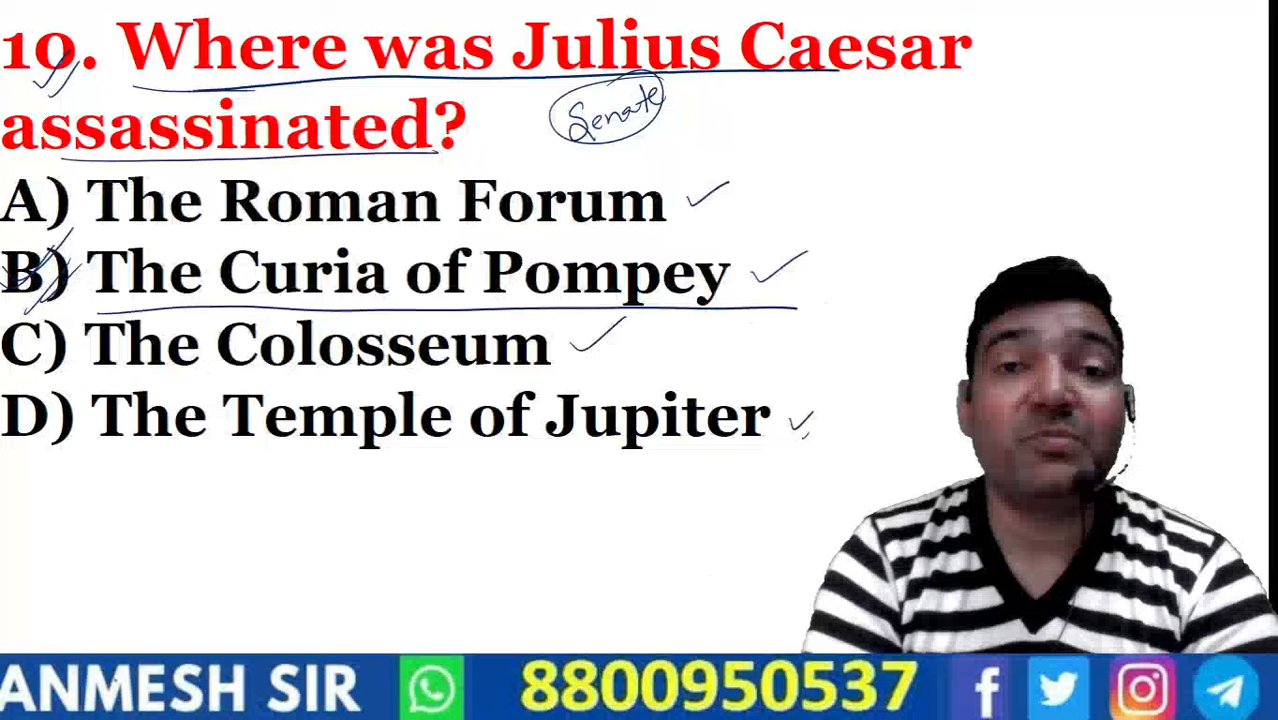 10. Where was Julius Caesar
assassinated?
Senate
A) The Roman Forum
B) The Curia of Pompey
C) The Colosseum
D) The Temple of Jupiter
ANMESH SIR 8800950537